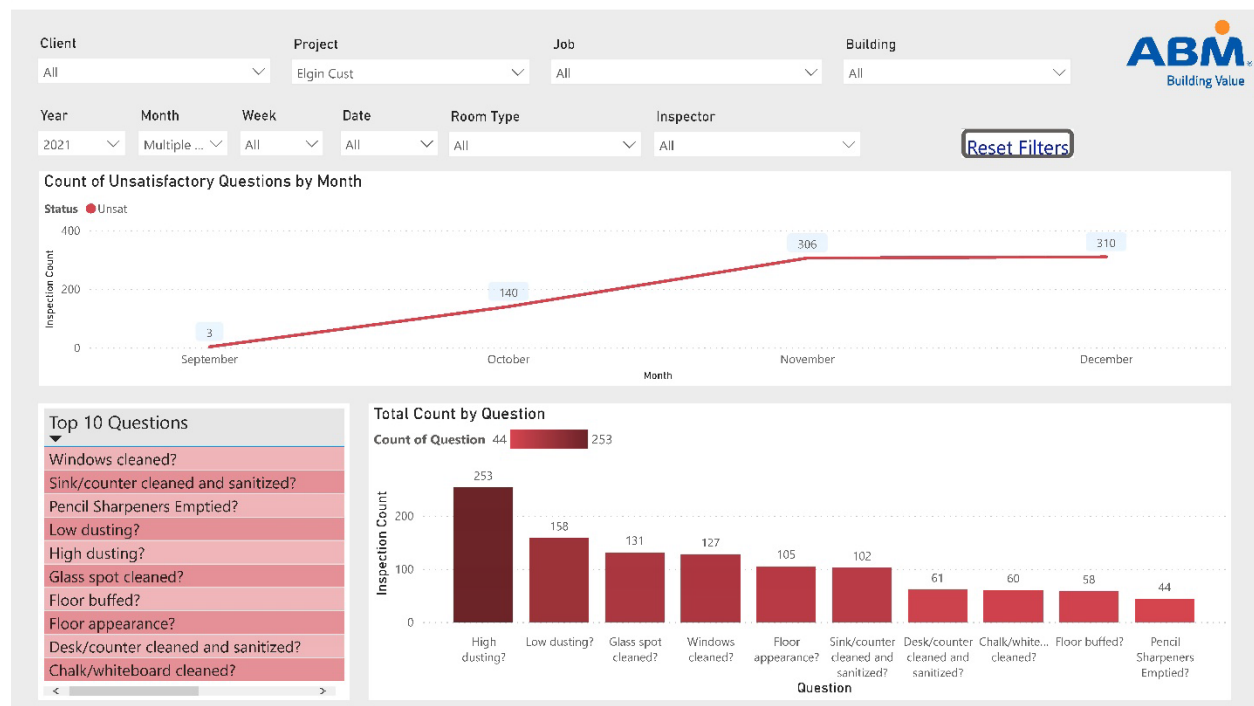 Client Project Job Building
All Elgin Cust All All
ABM.
Building Value
Year Month Week Date Room Type Inspector
2021 Multiple ... All All All All
Reset Filters
Count of Unsatisfactory Questions by Month
Status Unsat
400
200
0
Inspection Count
3
140
306
310
September October November December
Month
Top 10 Questions
Windows cleaned?
Sink/counter cleaned and sanitized?
Pencil Sharpeners Emptied?
Low dusting?
High dusting?
Glass spot cleaned?
Floor buffed?
Floor appearance?
Desk/counter cleaned and sanitized?
Chalk/whiteboard cleaned?
Total Count by Question
Count of Question 44 253
Inspection Count
200
100
0
253
158
131
127
105
102
61
60
58
44
High
dusting?
Low dusting?
Glass spot
cleaned?
Windows
cleaned?
Floor
appearance?
Sink/counter
cleaned and
sanitized?
Desk/counter
cleaned and
sanitized?
Chalk/white...
cleaned?
Floor buffed?
Pencil
Sharpeners
Emptied?
Question